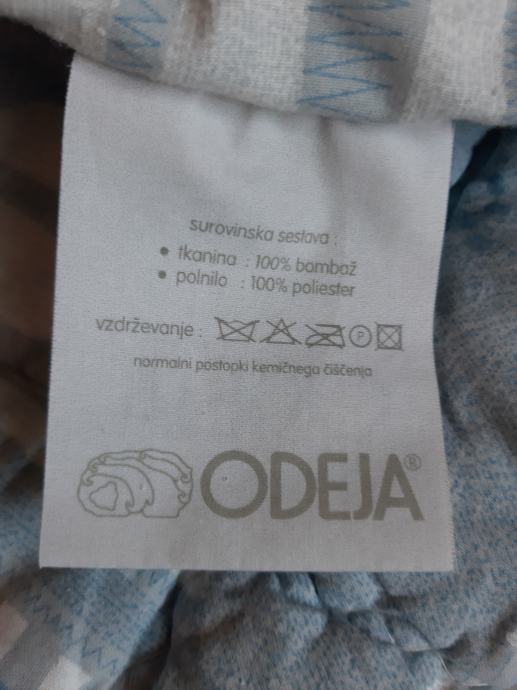 surovinska sestava :
• tkanina : 100% bombaž
• polnilo : 100% poliester
vzdrževanje :
P
normalni postopki kemičnega čiščenja
ODEJA®